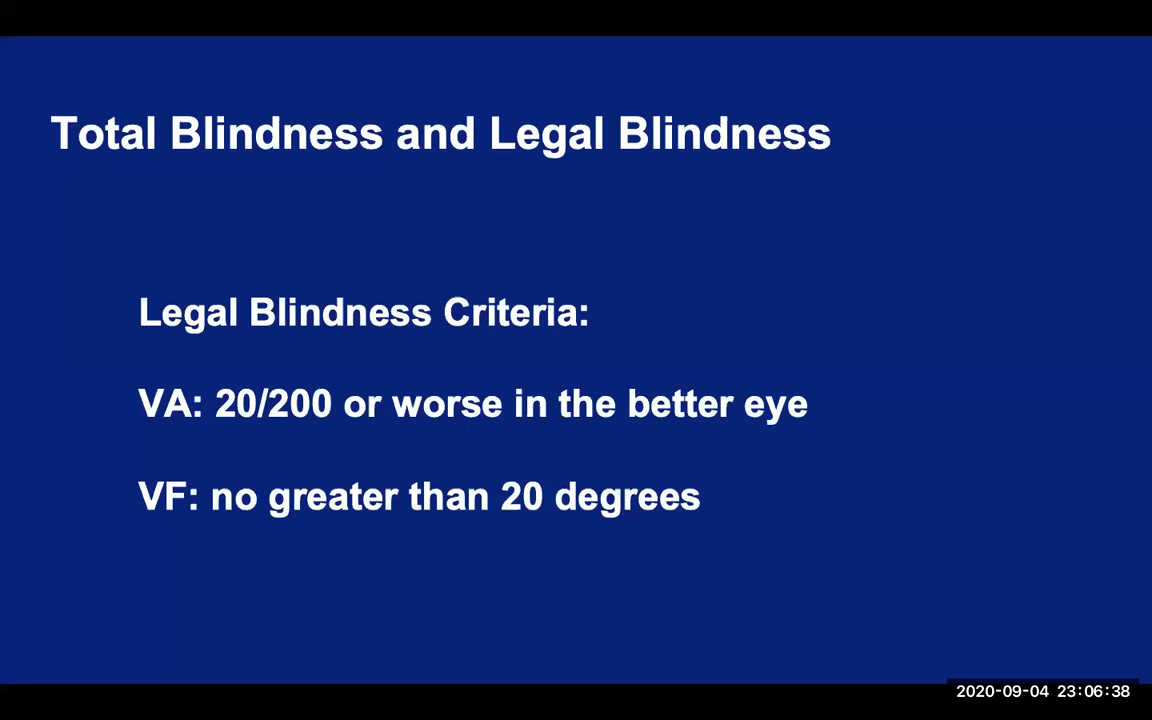 Total Blindness and Legal Blindness
Legal Blindness Criteria:
VA: 20/200 or worse in the better eye
VF: no greater than 20 degrees
2020-09-04 23:06:38